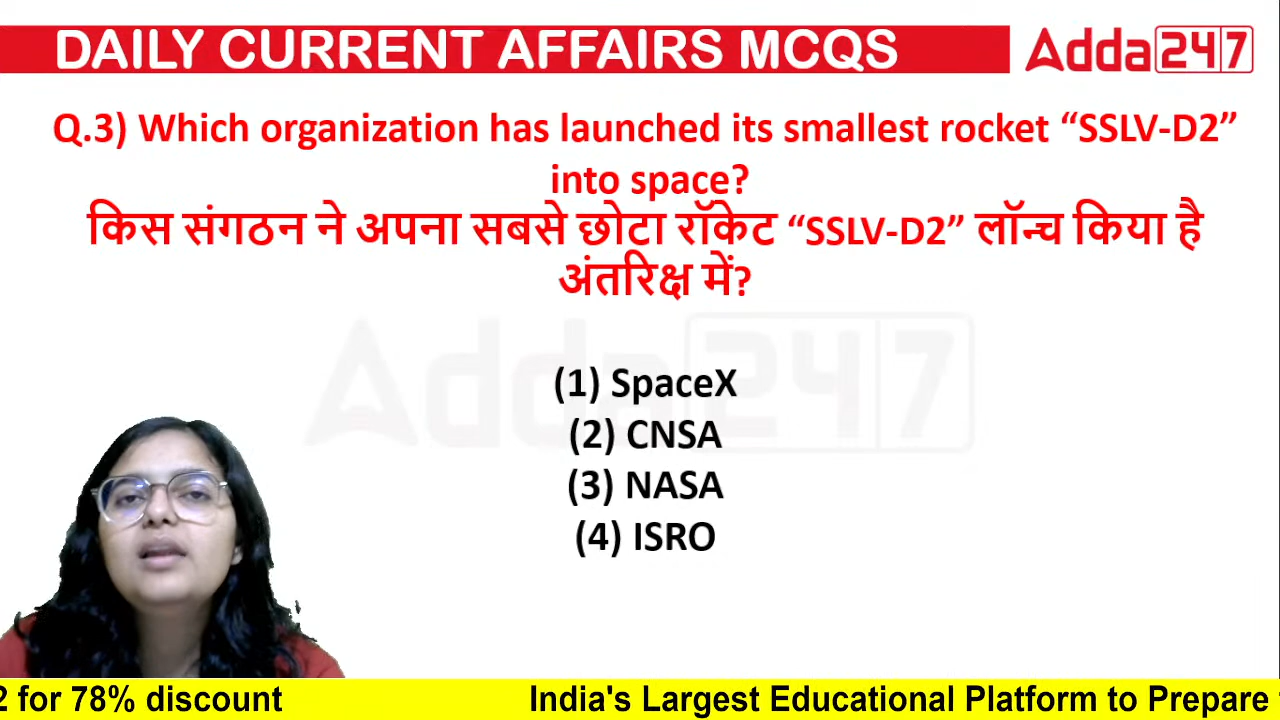 DAILY CURRENT AFFAIRS MCQS
Adda247
Q.3) Which organization has launched its smallest rocket “SSLV-D2”
into space?
किस संगठन ने अपना सबसे छोटा रॉकेट “SSLV-D2” लॉन्च किया है
अंतरिक्ष में?
Adda247
(1) SpaceX
(2) CNSA
(3) NASA
(4) ISRO
2 for 78% discount
India's Largest Educational Platform to Prepare